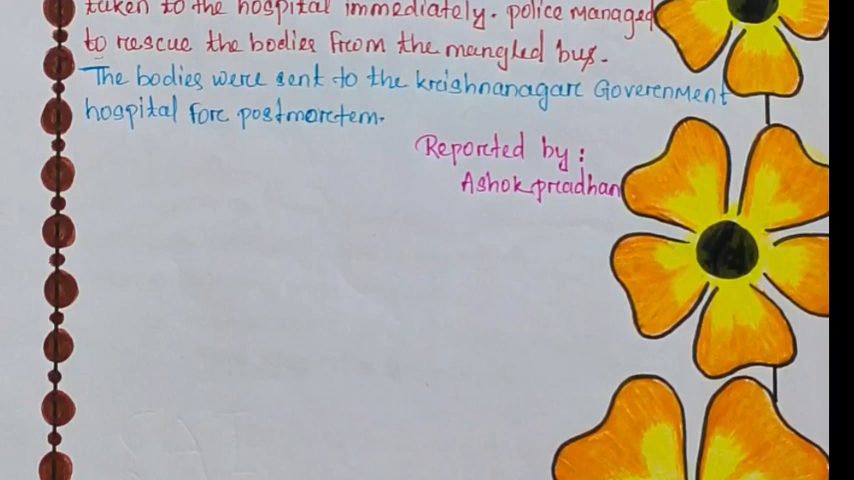 taken to the hospital immediately. police managed
to rescue the bodies from the mangled bus.
The bodies were sent to the krishnanagar Government
hospital for postmortem.
Reported by :
Ashok pradhan